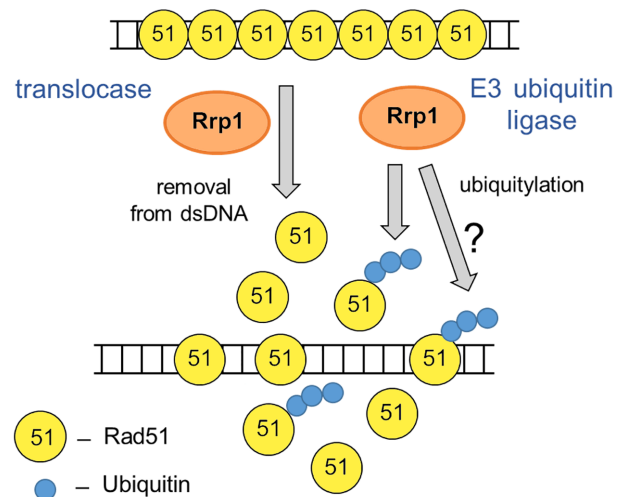 51 51 51 51 51 51 51
translocase
Rrp1
Rrp1
E3 ubiquitin
ligase
removal
from dsDNA
ubiquitylation
?
51
51
51
51 51 51
51
51
51
51 – Rad51
– Ubiquitin